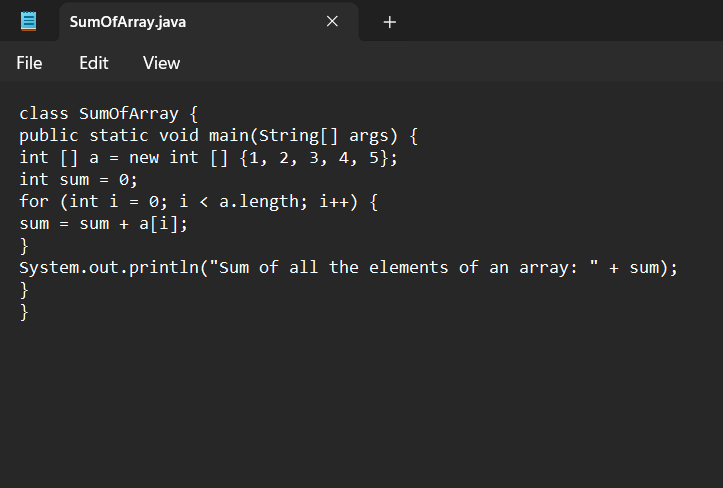 SumOfArray.java
File Edit View
class SumOfArray {
public static void main(String[] args) {
int [] a = new int [] {1, 2, 3, 4, 5};
int sum = 0;
for (int i = 0; i < a.length; i++) {
sum = sum + a[i];
}
System.out.println("Sum of all the elements of an array: " + sum);
}
}